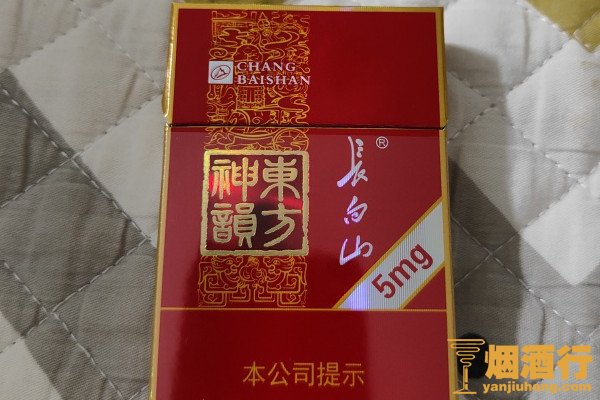 CHANG
BAISHAN
長白山®
東方
神韻
5mg
本公司提示
烟酒行
yanjiuhang.com